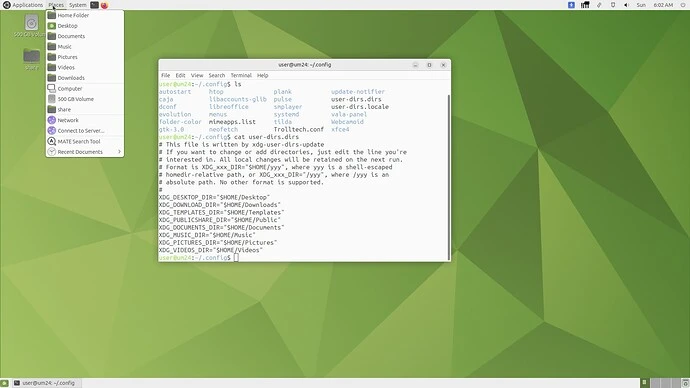 Applications Places System
Sun 6:02 AM
Home Folder
Desktop
Documents
Music
Pictures
Videos
Downloads
Computer
500 GB Volume
share
Network
Connect to Server...
MATE Search Tool
Recent Documents
500 GB Volu...
share
user@um24: ~/.config
File Edit View Search Terminal Help
user@um24:~/.config$ ls
autostart htop plank update-notifier
caja libaccounts-glib pulse user-dirs.dirs
dconf libreoffice smplayer user-dirs.locale
evolution menus systemd vala-panel
folder-color mimeapps.list tilda Webcamoid
gtk-3.0 neofetch Trolltech.conf xfce4
user@um24:~/.config$ cat user-dirs.dirs
# This file is written by xdg-user-dirs-update
# If you want to change or add directories, just edit the line you're
# interested in. All local changes will be retained on the next run.
# Format is XDG_xxx_DIR="$HOME/yyy", where yyy is a shell-escaped
# homedir-relative path, or XDG_xxx_DIR="/yyy", where /yyy is an
# absolute path. No other format is supported.
#
XDG_DESKTOP_DIR="$HOME/Desktop"
XDG_DOWNLOAD_DIR="$HOME/Downloads"
XDG_TEMPLATES_DIR="$HOME/Templates"
XDG_PUBLICSHARE_DIR="$HOME/Public"
XDG_DOCUMENTS_DIR="$HOME/Documents"
XDG_MUSIC_DIR="$HOME/Music"
XDG_PICTURES_DIR="$HOME/Pictures"
XDG_VIDEOS_DIR="$HOME/Videos"
user@um24:~/.config$
user@um24: ~/.config